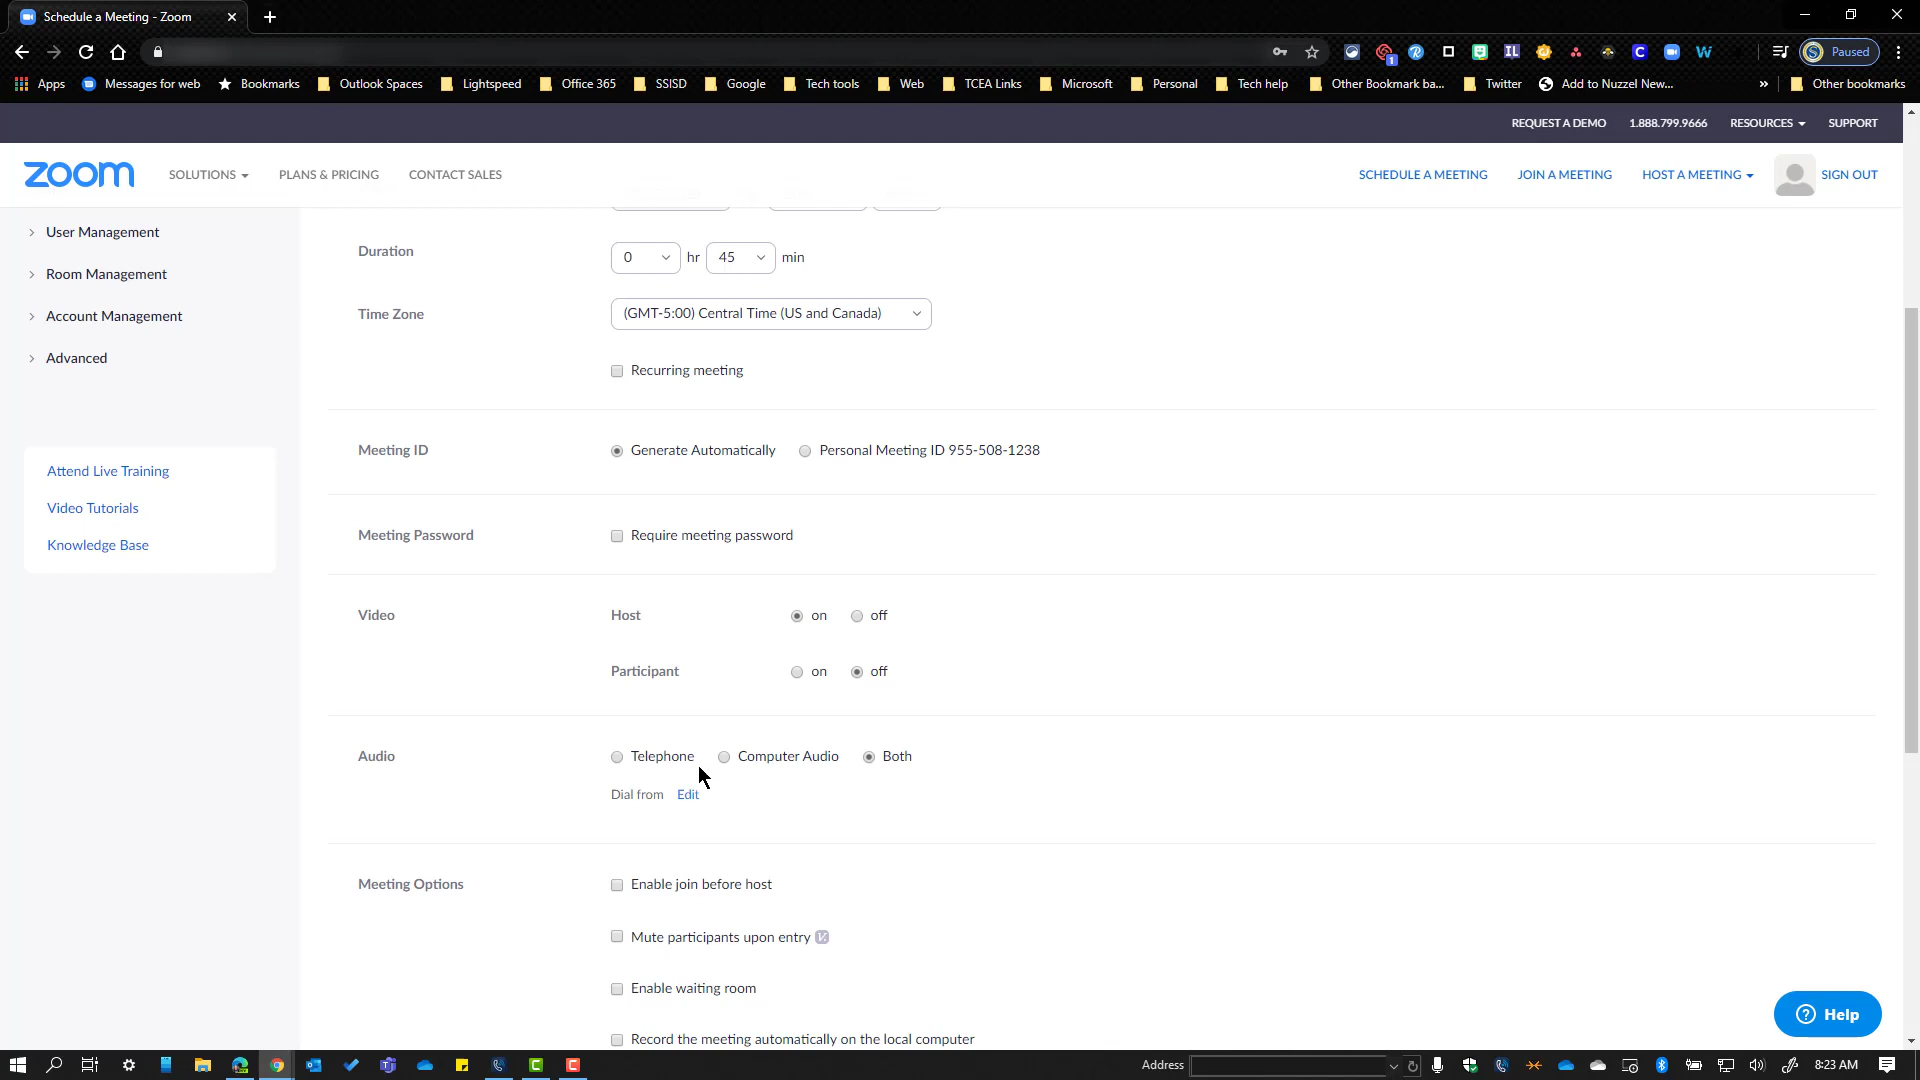 Schedule a Meeting - Zoom
1
Paused
Apps Messages for web Bookmarks Outlook Spaces Lightspeed Office 365 SSISD Google Tech tools Web TCEA Links Microsoft Personal Tech help Other Bookmark ba... Twitter Add to Nuzzel New... » Other bookmarks
REQUEST A DEMO 1.888.799.9666 RESOURCES SUPPORT
zoom SOLUTIONS PLANS & PRICING CONTACT SALES SCHEDULE A MEETING JOIN A MEETING HOST A MEETING SIGN OUT
User Management
Room Management
Account Management
Advanced
Attend Live Training
Video Tutorials
Knowledge Base
Duration 0 hr 45 min
Time Zone (GMT-5:00) Central Time (US and Canada)
Recurring meeting
Meeting ID Generate Automatically Personal Meeting ID 955-508-1238
Meeting Password Require meeting password
Video Host on off
Participant on off
Audio Telephone Computer Audio Both
Dial from Edit
Meeting Options Enable join before host
Mute participants upon entry
Enable waiting room
Record the meeting automatically on the local computer
Help
Address 8:23 AM